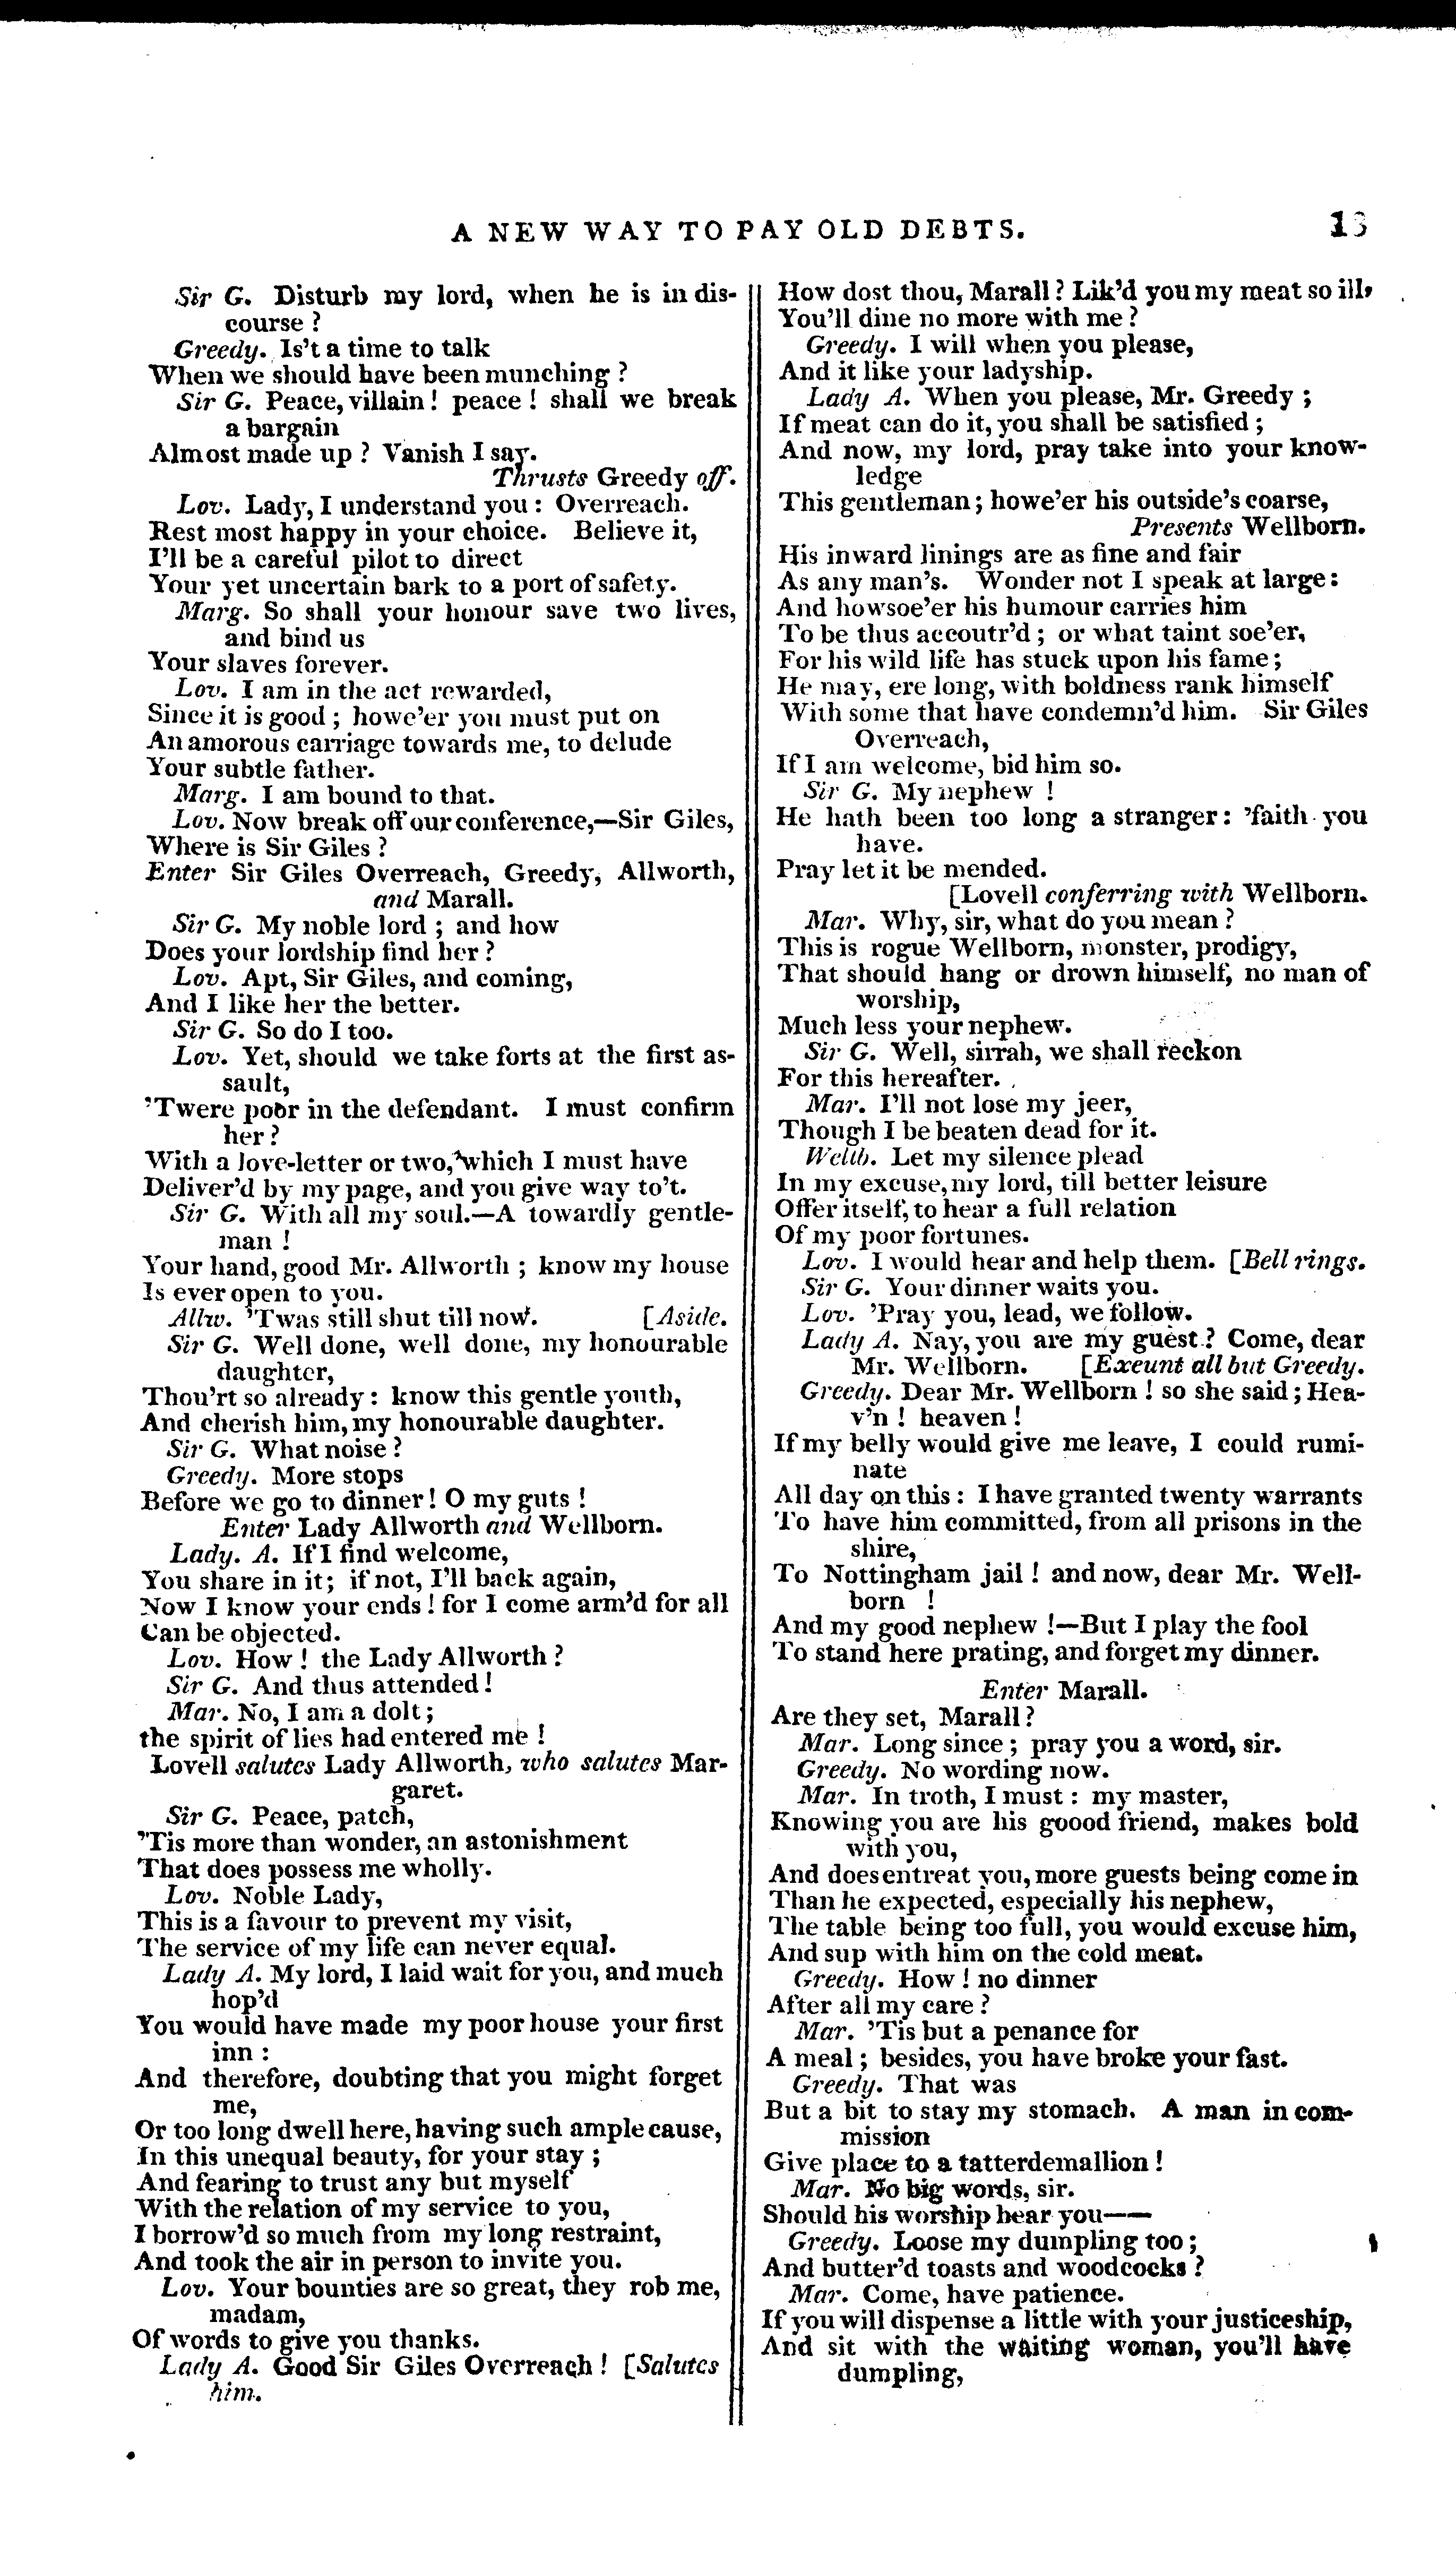 A NEW WAY TO PAY OLD DEBTS.
13
Sir G. Disturb my lord, when he is in dis-
course ?
Greedy. Is't a time to talk
When we should have been munching ?
Sir G. Peace, villain! peace ! shall we break
a bargain
Almost made up ? Vanish I say.
Thrusts Greedy off.
Lov. Lady, I understand you : Overreach.
Rest most happy in your choice. Believe it,
I'll be a careful pilot to direct
Your yet uncertain bark to a port of safety.
Marg. So shall your honour save two lives,
and bind us
Your slaves forever.
Lov. I am in the act rewarded,
Since it is good ; howe'er you must put on
An amorous carriage towards me, to delude
Your subtle father.
Marg. I am bound to that.
Lov. Now break off our conference,—Sir Giles,
Where is Sir Giles ?
Enter Sir Giles Overreach, Greedy, Allworth,
and Marall.
Sir G. My noble lord ; and how
Does your lordship find her ?
Lov. Apt, Sir Giles, and coming,
And I like her the better.
Sir G. So do I too.
Lov. Yet, should we take forts at the first as-
sault,
'Twere poor in the defendant. I must confirm
her ?
With a love-letter or two, which I must have
Deliver'd by my page, and you give way to't.
Sir G. With all my soul.—A towardly gentle-
man !
Your hand, good Mr. Allworth ; know my house
Is ever open to you.
Allw. 'Twas still shut till now. [Aside.
Sir G. Well done, well done, my honourable
daughter,
Thou'rt so already : know this gentle youth,
And cherish him, my honourable daughter.
Sir G. What noise ?
Greedy. More stops
Before we go to dinner ! O my guts !
Enter Lady Allworth and Wellborn.
Lady. A. If I find welcome,
You share in it; if not, I'll back again,
Now I know your ends ! for I come arm'd for all
Can be objected.
Lov. How ! the Lady Allworth ?
Sir G. And thus attended !
Mar. No, I am a dolt ;
the spirit of lies had entered me !
Lovell salutes Lady Allworth, who salutes Mar-
garet.
Sir G. Peace, patch,
'Tis more than wonder, an astonishment
That does possess me wholly.
Lov. Noble Lady,
This is a favour to prevent my visit,
The service of my life can never equal.
Lady A. My lord, I laid wait for you, and much
hop'd
You would have made my poor house your first
inn :
And therefore, doubting that you might forget
me,
Or too long dwell here, having such ample cause,
In this unequal beauty, for your stay ;
And fearing to trust any but myself
With the relation of my service to you,
I borrow'd so much from my long restraint,
And took the air in person to invite you.
Lov. Your bounties are so great, they rob me,
madam,
Of words to give you thanks.
Lady A. Good Sir Giles Overreach ! [Salutes
him.
How dost thou, Marall ? Lik'd you my meat so ill,
You'll dine no more with me ?
Greedy. I will when you please,
And it like your ladyship.
Lady A. When you please, Mr. Greedy ;
If meat can do it, you shall be satisfied ;
And now, my lord, pray take into your know-
ledge
This gentleman ; howe'er his outside's coarse,
Presents Wellborn.
His inward linings are as fine and fair
As any man's. Wonder not I speak at large :
And howsoe'er his humour carries him
To be thus accoutr'd ; or what taint soe'er,
For his wild life has stuck upon his fame ;
He may, ere long, with boldness rank himself
With some that have condemn'd him. Sir Giles
Overreach,
If I am welcome, bid him so.
Sir G. My nephew !
He hath been too long a stranger : 'faith you
have.
Pray let it be mended.
[Lovell conferring with Wellborn.
Mar. Why, sir, what do you mean ?
This is rogue Wellborn, monster, prodigy,
That should hang or drown himself, no man of
worship,
Much less your nephew.
Sir G. Well, sirrah, we shall reckon
For this hereafter.
Mar. I'll not lose my jeer,
Though I be beaten dead for it.
Wellb. Let my silence plead
In my excuse, my lord, till better leisure
Offer itself, to hear a full relation
Of my poor fortunes.
Lov. I would hear and help them. [Bell rings.
Sir G. Your dinner waits you.
Lov. 'Pray you, lead, we follow.
Lady A. Nay, you are my guest ? Come, dear
Mr. Wellborn. [Exeunt all but Greedy.
Greedy. Dear Mr. Wellborn ! so she said ; Hea-
v'n ! heaven !
If my belly would give me leave, I could rumi-
nate
All day on this : I have granted twenty warrants
To have him committed, from all prisons in the
shire,
To Nottingham jail ! and now, dear Mr. Well-
born !
And my good nephew !—But I play the fool
To stand here prating, and forget my dinner.
Enter Marall.
Are they set, Marall ?
Mar. Long since ; pray you a word, sir.
Greedy. No wording now.
Mar. In troth, I must : my master,
Knowing you are his goood friend, makes bold
with you,
And does entreat you, more guests being come in
Than he expected, especially his nephew,
The table being too full, you would excuse him,
And sup with him on the cold meat.
Greedy. How ! no dinner
After all my care ?
Mar. 'Tis but a penance for
A meal ; besides, you have broke your fast.
Greedy. That was
But a bit to stay my stomach. A man in com-
mission
Give place to a tatterdemallion !
Mar. No big words, sir.
Should his worship hear you——
Greedy. Loose my dumpling too ;
And butter'd toasts and woodcocks ?
Mar. Come, have patience.
If you will dispense a little with your justiceship,
And sit with the waiting woman, you'll have
dumpling,